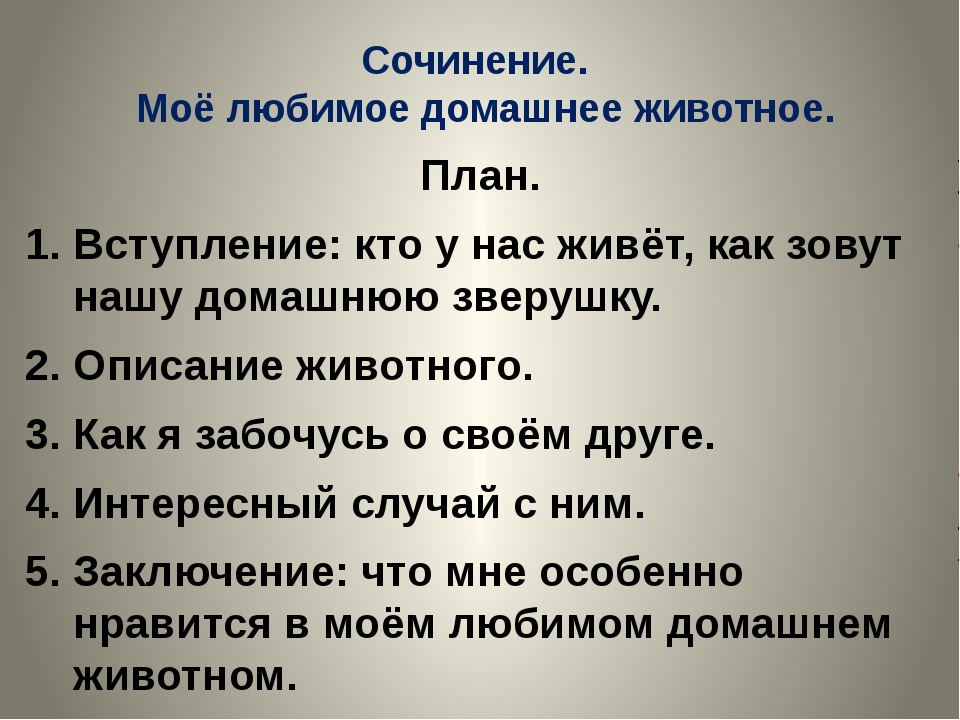 Сочинение.
Моё любимое домашнее животное.
План.
1. Вступление: кто у нас живёт, как зовут
нашу домашнюю зверушку.
2. Описание животного.
3. Как я забочусь о своём друге.
4. Интересный случай с ним.
5. Заключение: что мне особенно
нравится в моём любимом домашнем
животном.